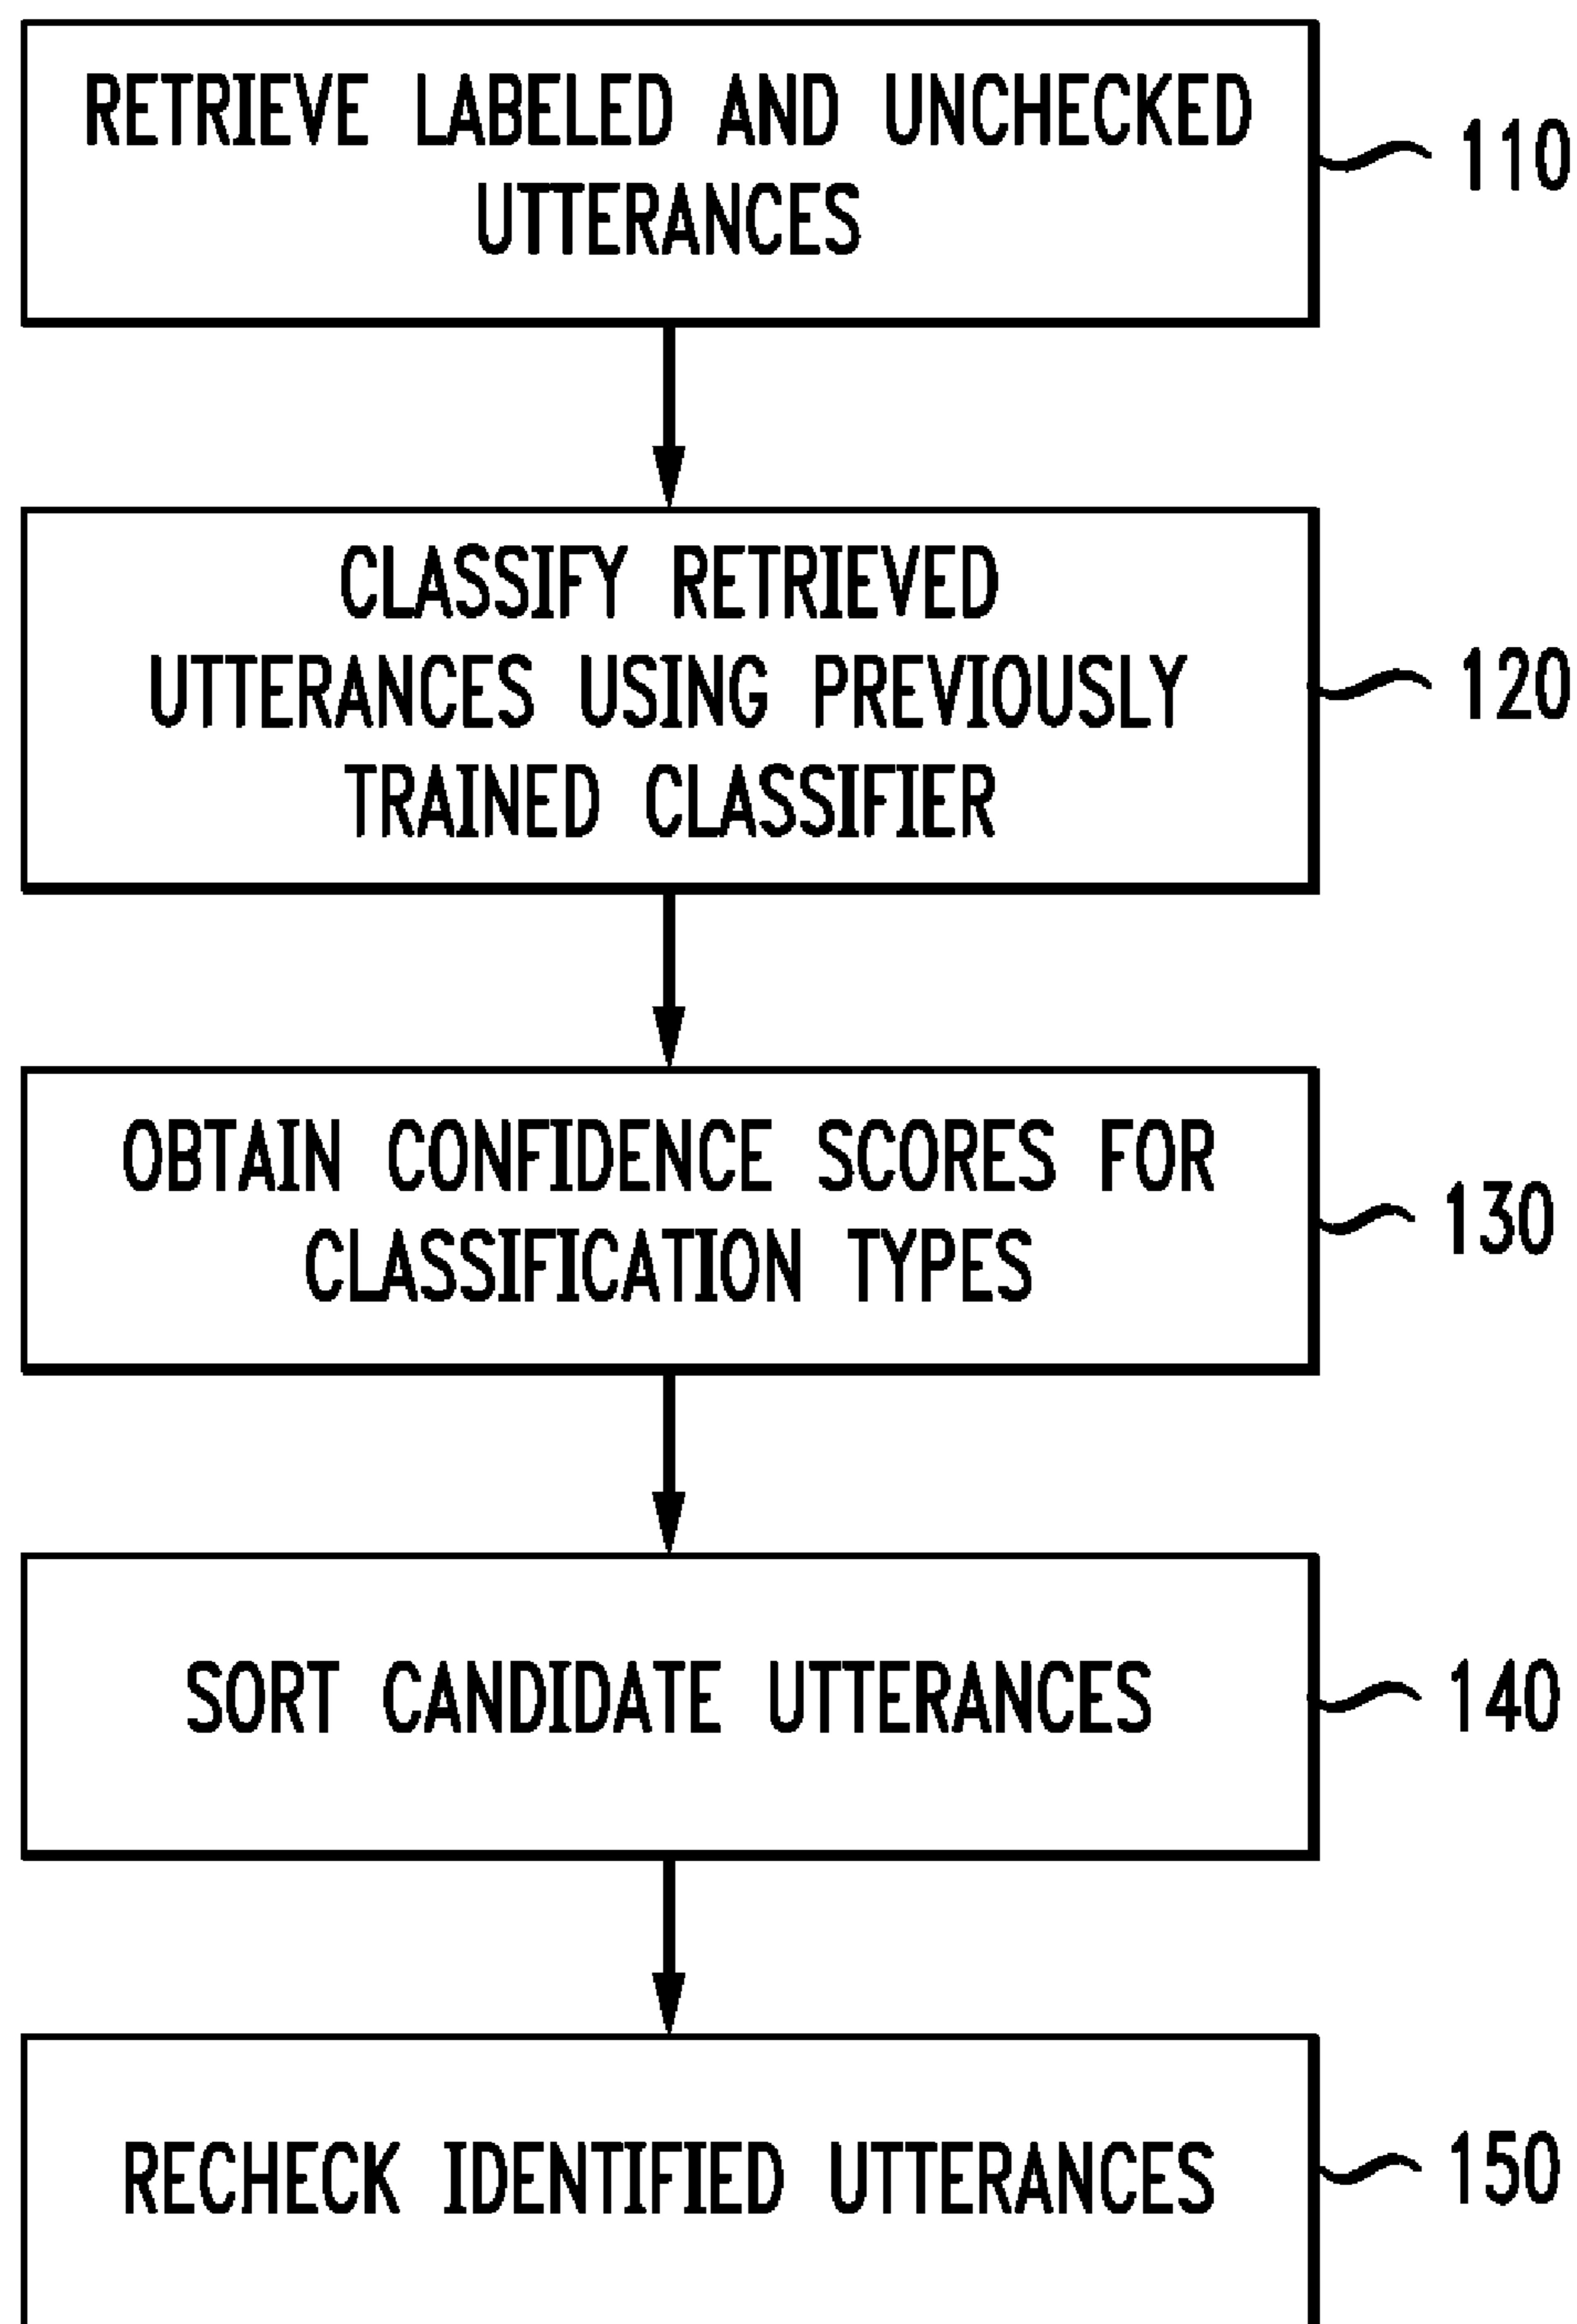 RETRIEVE LABELED AND UNCHECKED
UTTERANCES
110
CLASSIFY RETRIEVED
UTTERANCES USING PREVIOUSLY
TRAINED CLASSIFIER
120
OBTAIN CONFIDENCE SCORES FOR
CLASSIFICATION TYPES
130
SORT CANDIDATE UTTERANCES
140
RECHECK IDENTIFIED UTTERANCES
150